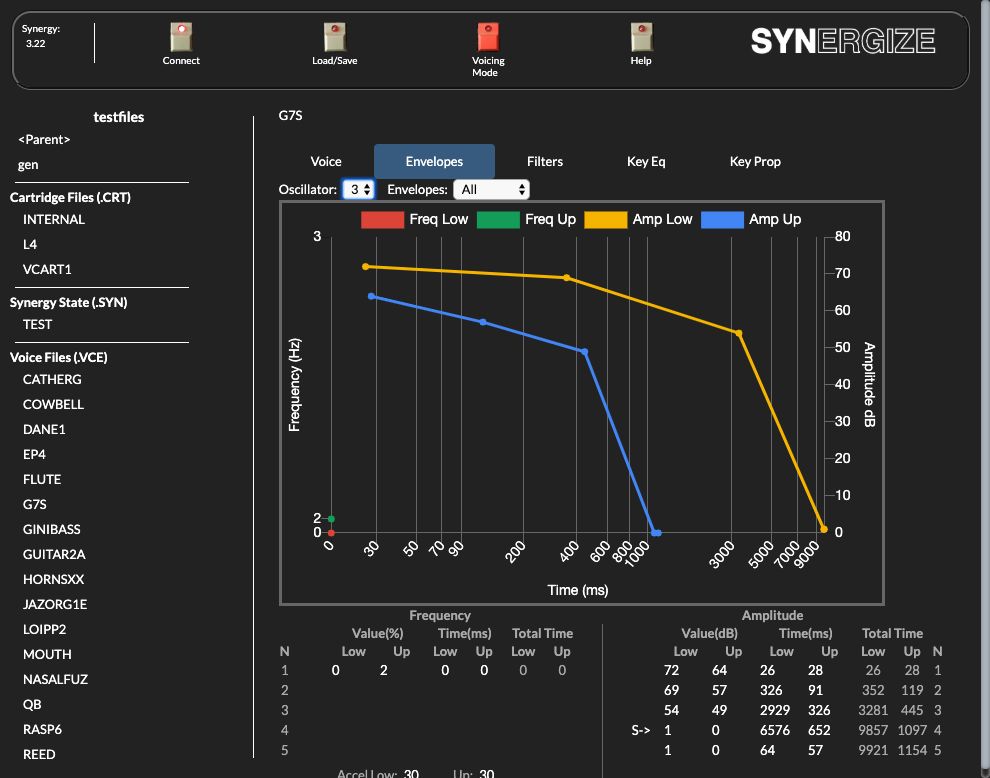 Synergy:
3.22
Connect
Load/Save
Voicing
Mode
Help
SYNERGIZE
testfiles
<Parent>
gen
Cartridge Files (.CRT)
INTERNAL
L4
VCART1
Synergy State (.SYN)
TEST
Voice Files (.VCE)
CATHERG
COWBELL
DANE1
EP4
FLUTE
G7S
GINIBASS
GUITAR2A
HORNSXX
JAZORG1E
LOIPP2
MOUTH
NASALFUZ
QB
RASP6
REED
G7S
Voice Envelopes Filters Key Eq Key Prop
Oscillator: 3 Envelopes: All
Freq Low Freq Up Amp Low Amp Up
3
2
0
Frequency (Hz)
80
70
60
50
40
30
20
10
0
Amplitude dB
0 30 50 70 90 200 400 600 800 1000 3000 5000 7000 9000
Time (ms)
Frequency Amplitude
Value(%) Time(ms) Total Time Value(dB) Time(ms) Total Time
N Low Up Low Up Low Up Low Up Low Up Low Up N
1 0 2 0 0 0 0 72 64 26 28 26 28 1
2 69 57 326 91 352 119 2
3 54 49 2929 326 3281 445 3
4 S-> 1 0 6576 652 9857 1097 4
5 1 0 64 57 9921 1154 5
Accel Low: 30 Up: 30